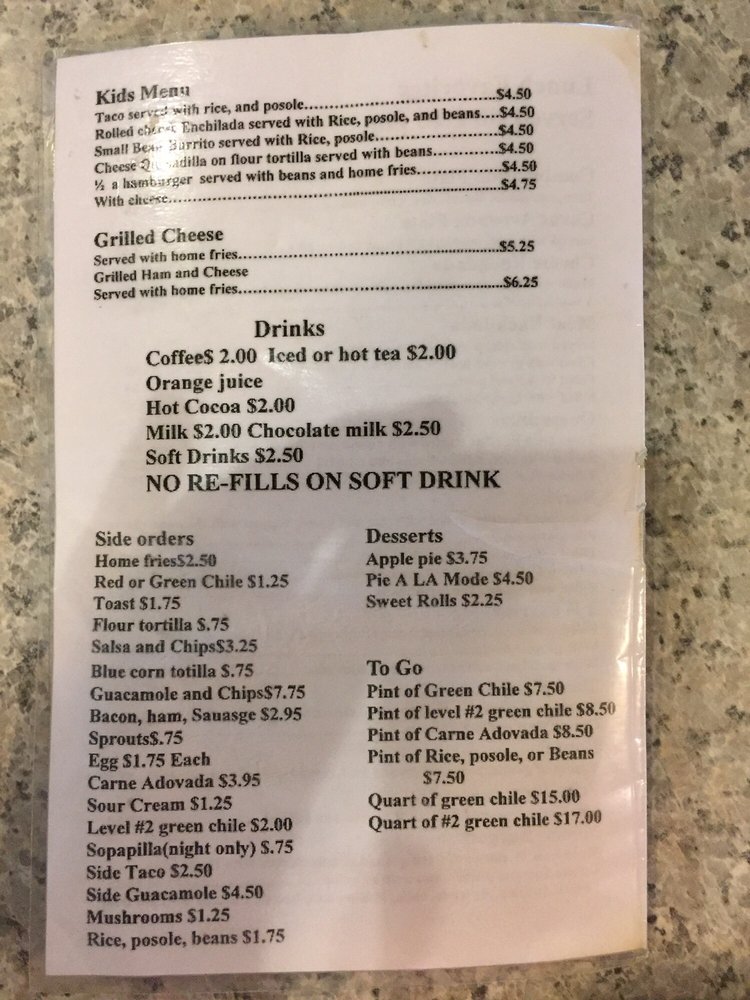 Kids Menu
Taco served with rice, and posole...................................................$4.50
Rolled cheese Enchilada served with Rice, posole, and beans....$4.50
Small Bean Burrito served with Rice, posole.........................$4.50
Cheese Quesadilla on flour tortilla served with beans..............$4.50
½ a hamburger served with beans and home fries..................$4.50
With cheese.....................................................................$4.75
Grilled Cheese
Served with home fries......................................................$5.25
Grilled Ham and Cheese
Served with home fries......................................................$6.25
Drinks
Coffee$ 2.00 Iced or hot tea $2.00
Orange juice
Hot Cocoa $2.00
Milk $2.00 Chocolate milk $2.50
Soft Drinks $2.50
NO RE-FILLS ON SOFT DRINK
Side orders
Home fries$2.50
Red or Green Chile $1.25
Toast $1.75
Flour tortilla $.75
Salsa and Chips$3.25
Blue corn totilla $.75
Guacamole and Chips$7.75
Bacon, ham, Sauasge $2.95
Sprouts$.75
Egg $1.75 Each
Carne Adovada $3.95
Sour Cream $1.25
Level #2 green chile $2.00
Sopapilla(night only) $.75
Side Taco $2.50
Side Guacamole $4.50
Mushrooms $1.25
Rice, posole, beans $1.75
Desserts
Apple pie $3.75
Pie A LA Mode $4.50
Sweet Rolls $2.25
To Go
Pint of Green Chile $7.50
Pint of level #2 green chile $8.50
Pint of Carne Adovada $8.50
Pint of Rice, posole, or Beans
$7.50
Quart of green chile $15.00
Quart of #2 green chile $17.00